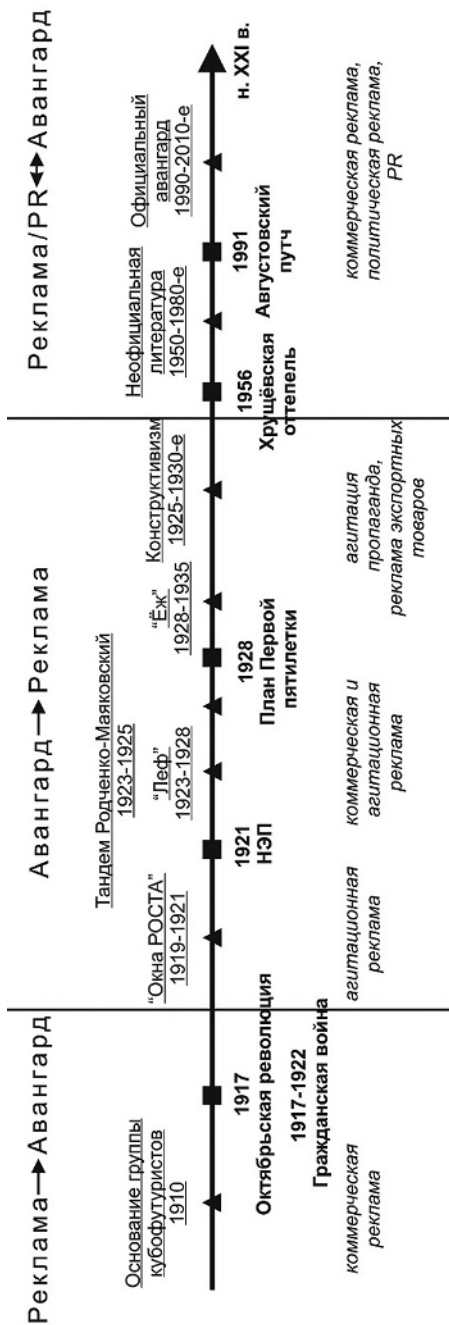 Реклама→Авангард
Авангард→Реклама
Реклама/PR↔Авангард
Основание группы
кубофутуристов
1910
"Окна РОСТА"
1919-1921
Тандем Родченко-Маяковский
1923-1925
"Леф"
1923-1928
"Ёж"
1928-1935
Конструктивизм
1925-1930-е
Неофициальная
литература
1950-1980-е
Официальный
авангард
1990-2010-е
1917
Октябрьская революция
1917-1922
Гражданская война
1921
НЭП
1928
План Первой
пятилетки
1956
Хрущёвская
оттепель
1991
Августовский
путч
н. XXI в.
коммерческая
реклама
агитационная
реклама
коммерческая и
агитационная
реклама
агитация
пропаганда,
реклама экспортных
товаров
коммерческая реклама,
политическая реклама,
PR